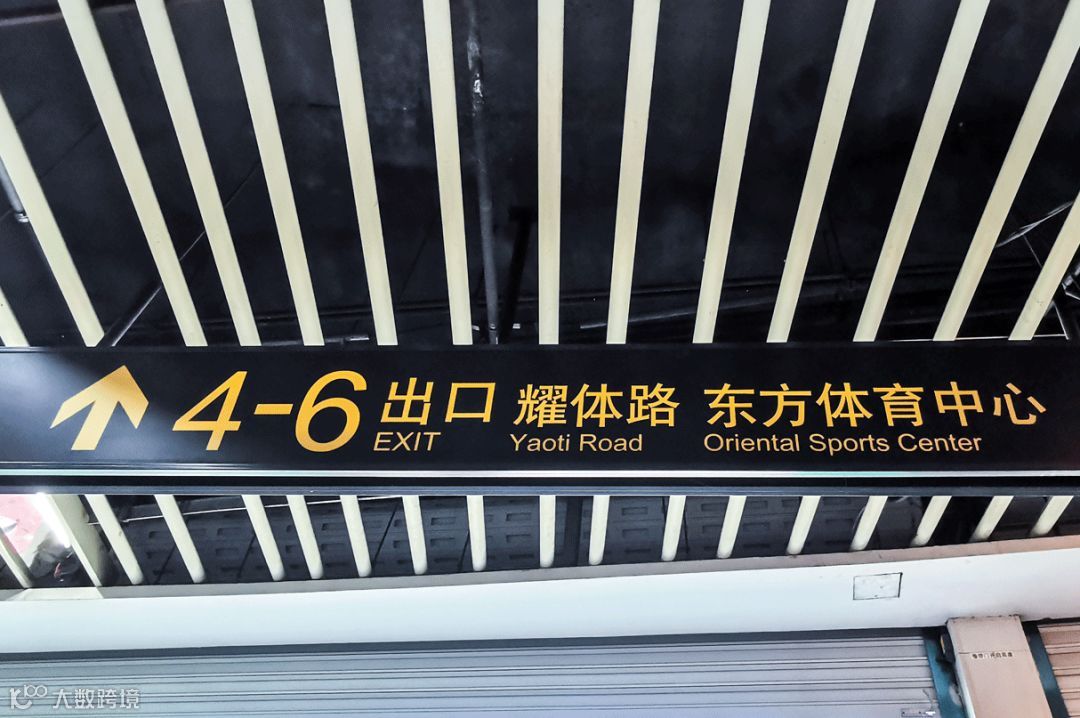 4-6 出口 耀体路 东方体育中心
EXIT Yaoti Road Oriental Sports Center
大数跨境